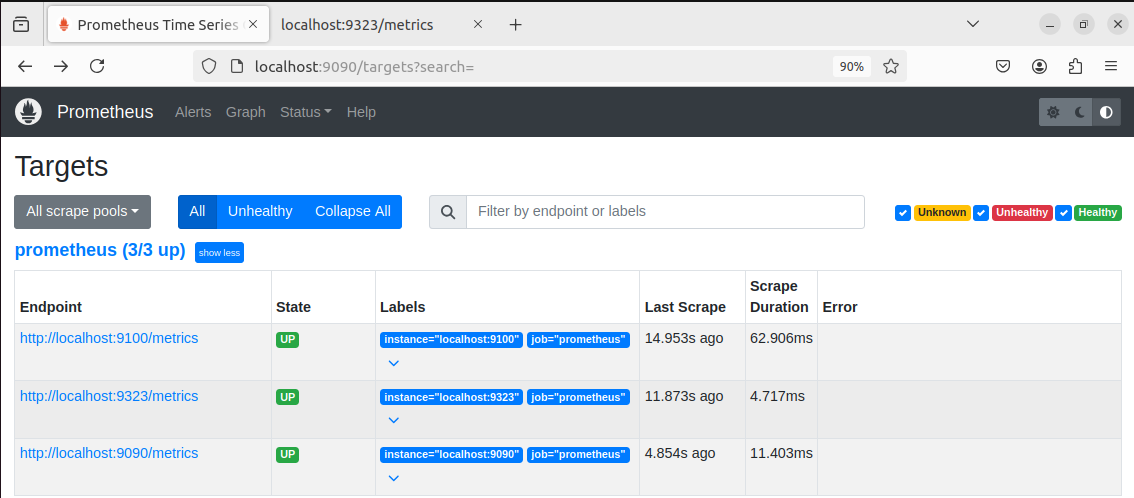 Prometheus Time Series
localhost:9323/metrics
localhost:9090/targets?search=
90%
Prometheus Alerts Graph Status Help
Targets
All scrape pools All Unhealthy Collapse All Filter by endpoint or labels Unknown Unhealthy Healthy
prometheus (3/3 up) show less
Endpoint State Labels Last Scrape Scrape Duration Error
http://localhost:9100/metrics UP instance="localhost:9100" job="prometheus" 14.953s ago 62.906ms
http://localhost:9323/metrics UP instance="localhost:9323" job="prometheus" 11.873s ago 4.717ms
http://localhost:9090/metrics UP instance="localhost:9090" job="prometheus" 4.854s ago 11.403ms